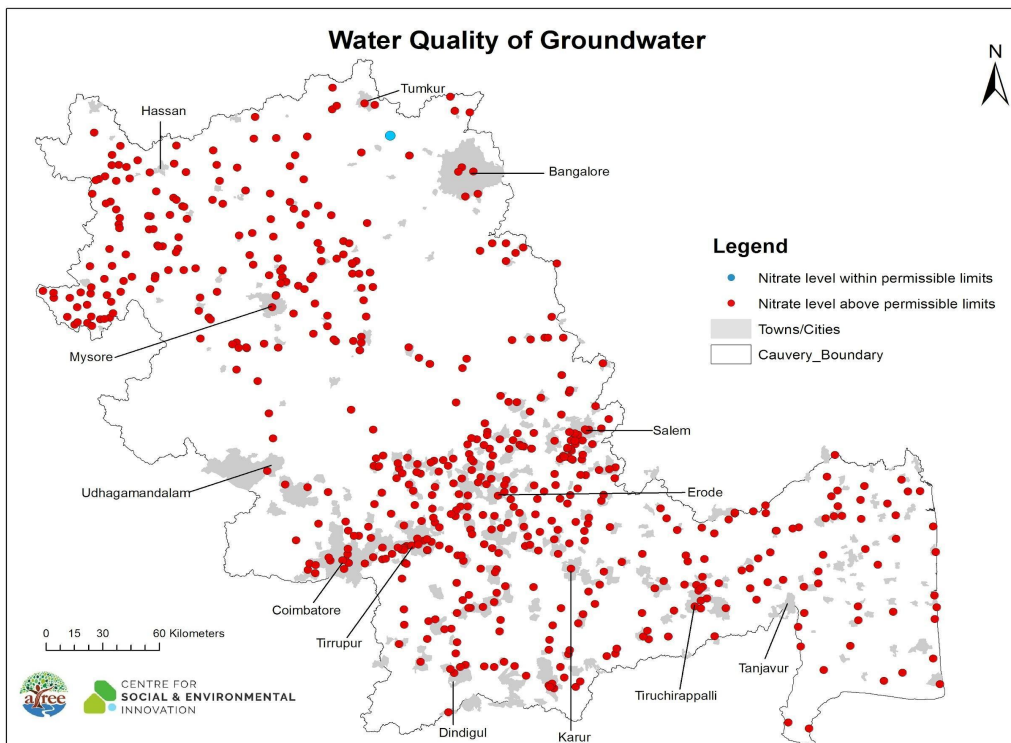 Water Quality of Groundwater
N
Tumkur
Hassan
Bangalore
Legend
Nitrate level within permissible limits
Nitrate level above permissible limits
Towns/Cities
Cauvery_Boundary
Mysore
Salem
Udhagamandalam
Erode
Coimbatore
0 15 30 60 Kilometers
Tirrupur
Tanjavur
Tiruchirappalli
atree
CENTRE FOR
SOCIAL & ENVIRONMENTAL
INNOVATION
Dindigul
Karur